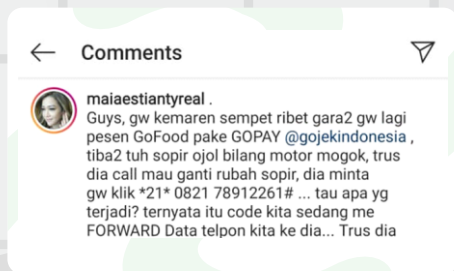 Comments
maiaestiantyreal .
Guys, gw kemaren sempet ribet gara2 gw lagi
pesen GoFood pake GOPAY @gojekindonesia ,
tiba2 tuh sopir ojol bilang motor mogok, trus
dia call mau ganti rubah sopir, dia minta
gw klik *21* 0821 78912261# ... tau apa yg
terjadi? ternyata itu code kita sedang me
FORWARD Data telpon kita ke dia... Trus dia